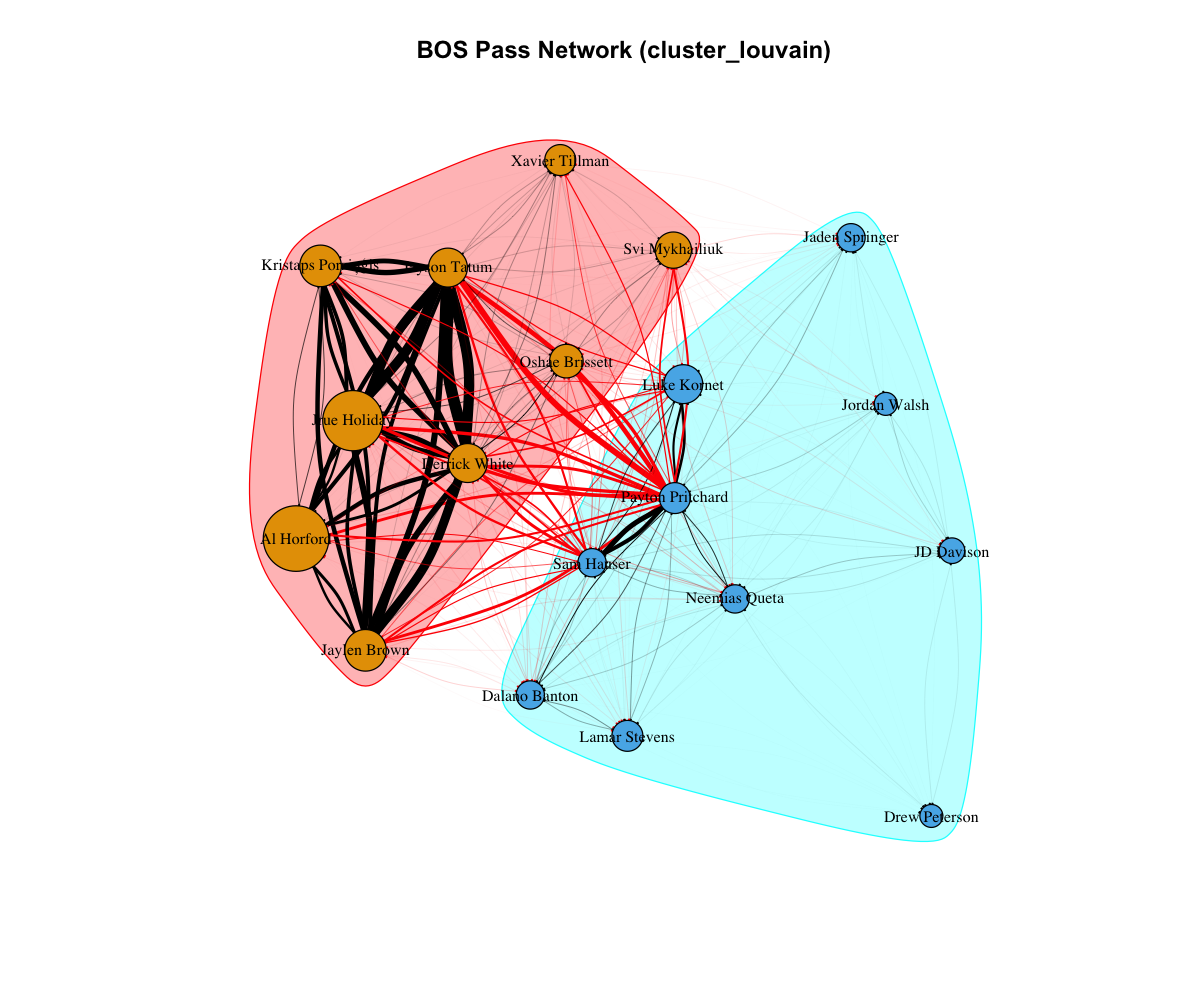 BOS Pass Network (cluster_louvain)
Xavier Tillman
Jaden Springer
Svi Mykhailiuk
Kristaps
Tatum
Oshae Brissett
Luke Kornet
Jordan Walsh
Jrue Holiday
Derrick White
Payton Pritchard
Al Horford
JD Davison
Sam Hauser
Neemias Queta
Jaylen Brown
Dalano Banton
Lamar Stevens
Drew Peterson